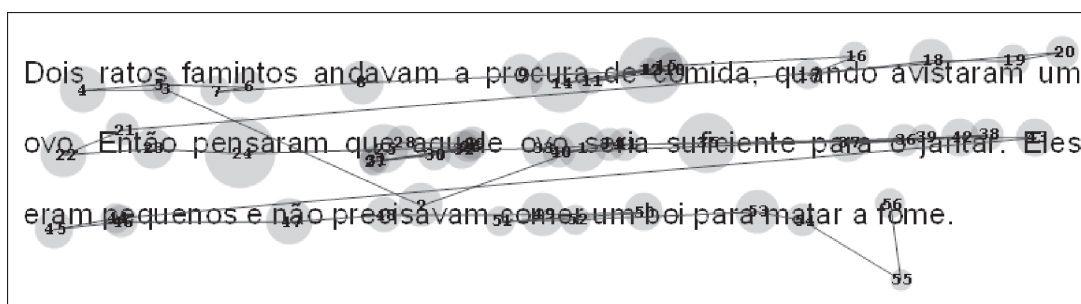 Dois ratos famintos andavam a procura de comida, quando avistaram um
ovo. Então pensaram que aquele ovo seria suficiente para o jantar. Eles
eram pequenos e não precisavam comer um boi para matar a fome.